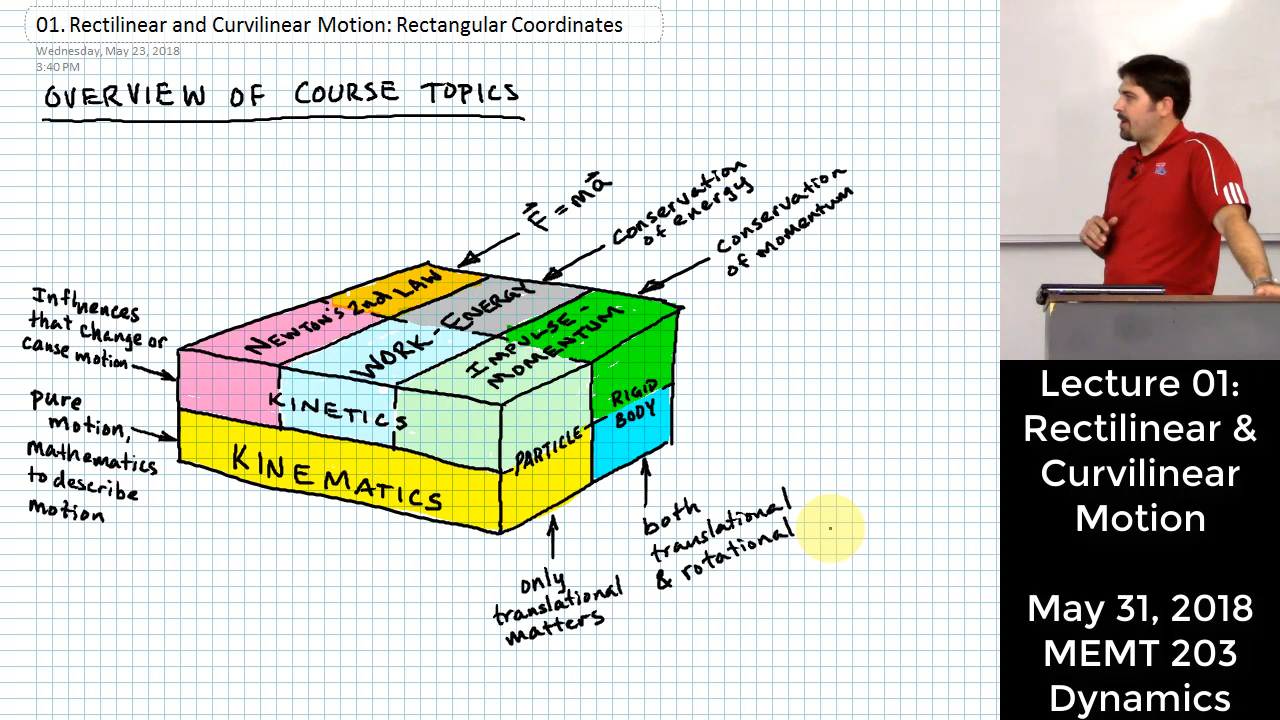 01. Rectilinear and Curvilinear Motion: Rectangular Coordinates
Wednesday, May 23, 2018
3:40 PM
OVERVIEW OF COURSE TOPICS
F = ma
conservation
of energy
conservation
of momentum
Influences
that change or
cause motion
pure
motion,
mathematics
to describe
motion
NEWTON'S 2nd LAW
WORK-ENERGY
IMPULSE-
MOMENTUM
KINETICS
KINEMATICS
PARTICLE
RIGID
BODY
only
translational
matters
both
translational
& rotational
Lecture 01:
Rectilinear &
Curvilinear
Motion
May 31, 2018
MEMT 203
Dynamics